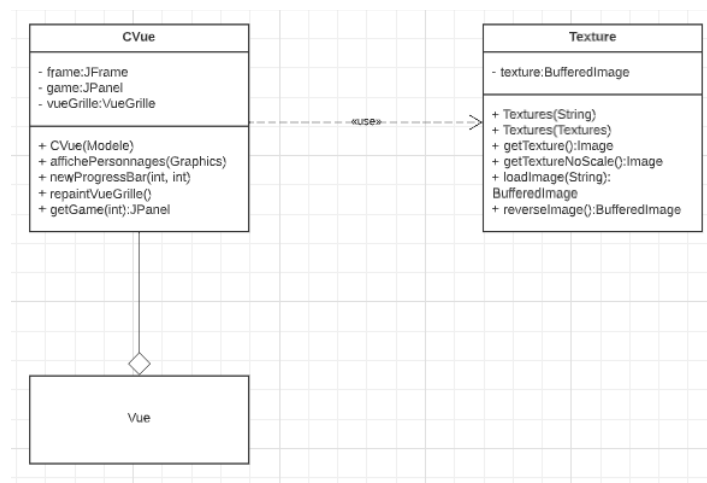 CVue
- frame:JFrame
- game:JPanel
- vueGrille:VueGrille
+ CVue(Modele)
+ affichePersonnages(Graphics)
+ newProgressBar(int, int)
+ repaintVueGrille()
+ getGame(int):JPanel
«use»
Texture
- texture:BufferedImage
+ Textures(String)
+ Textures(Textures)
+ getTexture():Image
+ getTextureNoScale():Image
+ loadImage(String):
BufferedImage
+ reverseImage():BufferedImage
Vue